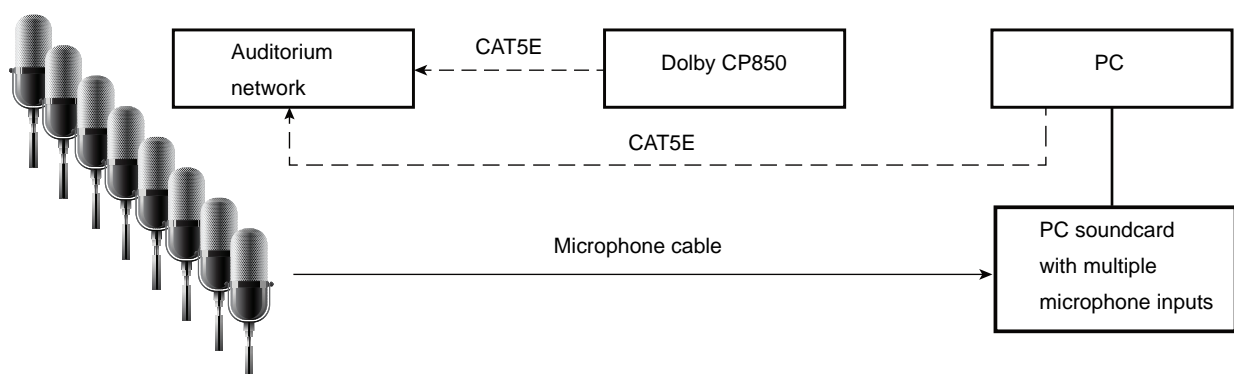 Auditorium
network
CAT5E
Dolby CP850
PC
CAT5E
Microphone cable
PC soundcard
with multiple
microphone inputs